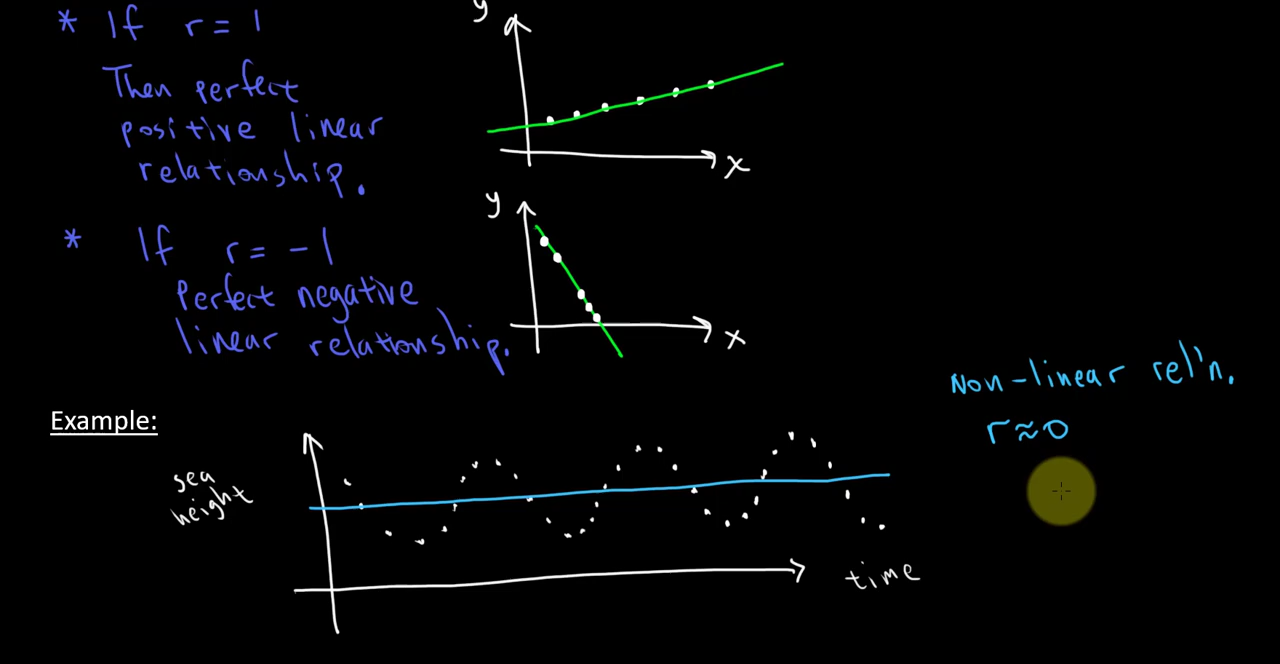 * If r = 1
Then perfect
positive linear
relationship.
y
x
* If r = -1
Perfect negative
linear relationship.
y
x
Non-linear rel'n.
r ≈ 0
Example:
sea
height
time